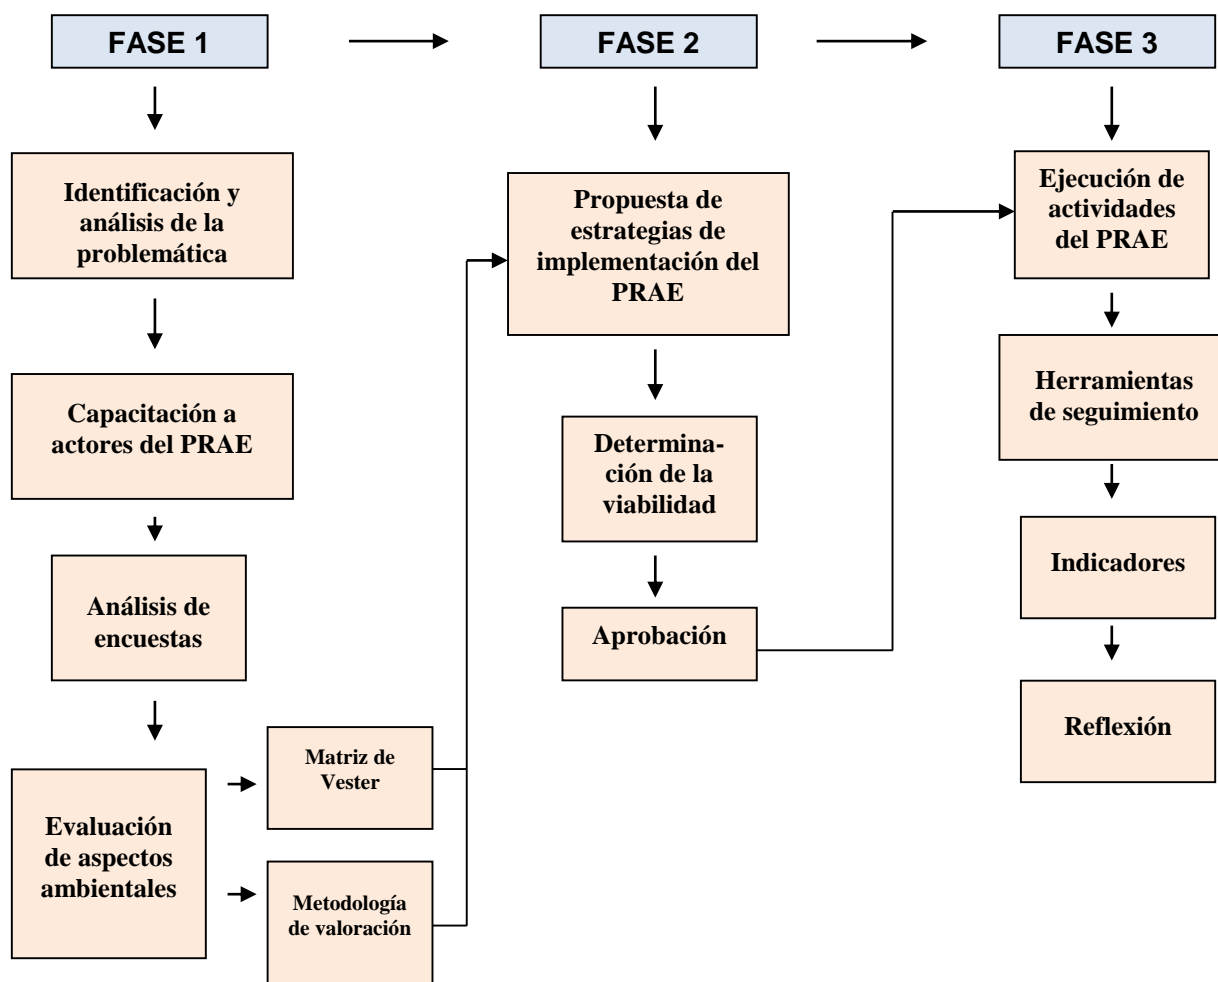 FASE 1
FASE 2
FASE 3
Identificación y
análisis de la
problemática
Capacitación a
actores del PRAE
Análisis de
encuestas
Evaluación
de aspectos
ambientales
Matriz de
Vester
Metodología
de valoración
Propuesta de
estrategias de
implementación del
PRAE
Determina-
ción de la
viabilidad
Aprobación
Ejecución de
actividades
del PRAE
Herramientas
de seguimiento
Indicadores
Reflexión